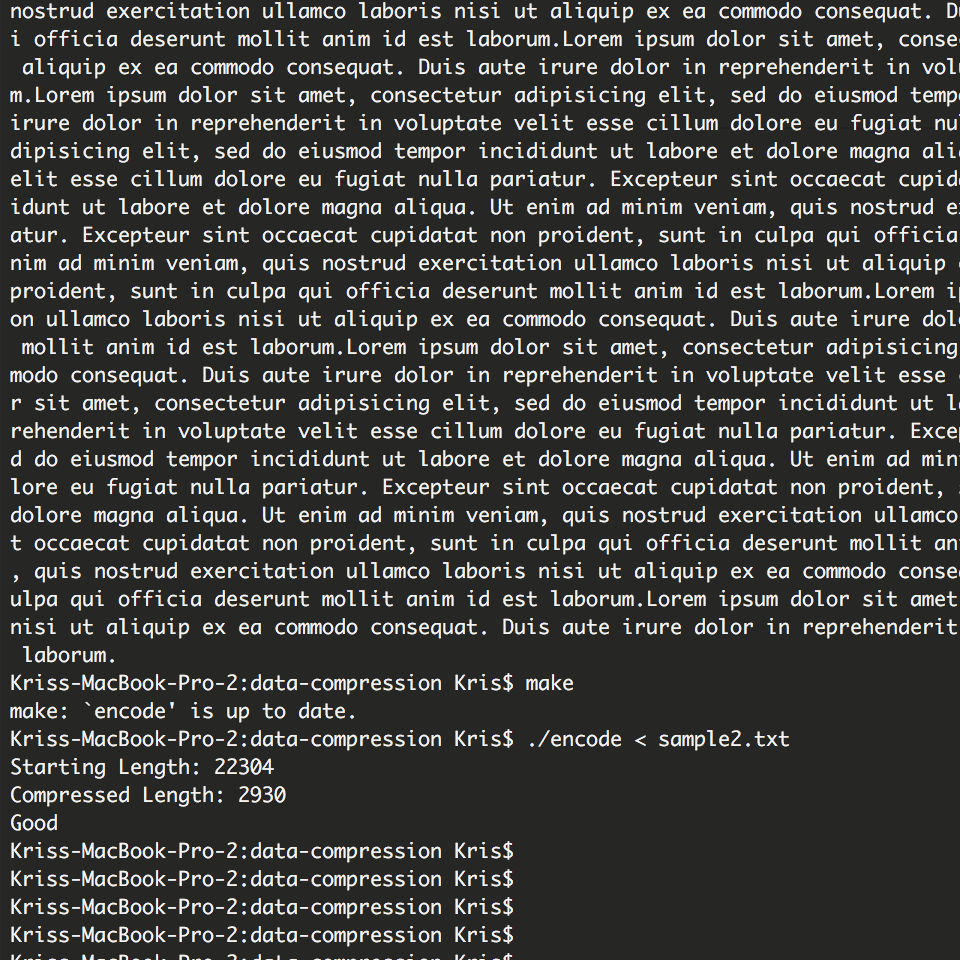 nostrud exercitation ullamco laboris nisi ut aliquip ex ea commodo consequat.
i officia deserunt mollit anim id est laborum.Lorem ipsum dolor sit amet,
 aliquip ex ea commodo consequat. Duis aute irure dolor in reprehenderit in
m.Lorem ipsum dolor sit amet, consectetur adipisicing elit, sed do eiusmod
irure dolor in reprehenderit in voluptate velit esse cillum dolore eu fugiat
dipisicing elit, sed do eiusmod tempor incididunt ut labore et dolore magna
elit esse cillum dolore eu fugiat nulla pariatur. Excepteur sint occaecat
idunt ut labore et dolore magna aliqua. Ut enim ad minim veniam, quis nostrud
atur. Excepteur sint occaecat cupidatat non proident, sunt in culpa qui officia
nim ad minim veniam, quis nostrud exercitation ullamco laboris nisi ut aliquip
proident, sunt in culpa qui officia deserunt mollit anim id est laborum.Lorem
on ullamco laboris nisi ut aliquip ex ea commodo consequat. Duis aute irure
 mollit anim id est laborum.Lorem ipsum dolor sit amet, consectetur adipisicing
modo consequat. Duis aute irure dolor in reprehenderit in voluptate velit esse
r sit amet, consectetur adipisicing elit, sed do eiusmod tempor incididunt ut
rehenderit in voluptate velit esse cillum dolore eu fugiat nulla pariatur.
d do eiusmod tempor incididunt ut labore et dolore magna aliqua. Ut enim ad
lore eu fugiat nulla pariatur. Excepteur sint occaecat cupidatat non proident,
dolore magna aliqua. Ut enim ad minim veniam, quis nostrud exercitation ullamco
t occaecat cupidatat non proident, sunt in culpa qui officia deserunt mollit
, quis nostrud exercitation ullamco laboris nisi ut aliquip ex ea commodo
ulpa qui officia deserunt mollit anim id est laborum.Lorem ipsum dolor sit amet
nisi ut aliquip ex ea commodo consequat. Duis aute irure dolor in reprehenderit
 laborum.
Kriss-MacBook-Pro-2:data-compression Kris$ make
make: `encode' is up to date.
Kriss-MacBook-Pro-2:data-compression Kris$ ./encode < sample2.txt
Starting Length: 22304
Compressed Length: 2930
Good
Kriss-MacBook-Pro-2:data-compression Kris$
Kriss-MacBook-Pro-2:data-compression Kris$
Kriss-MacBook-Pro-2:data-compression Kris$
Kriss-MacBook-Pro-2:data-compression Kris$